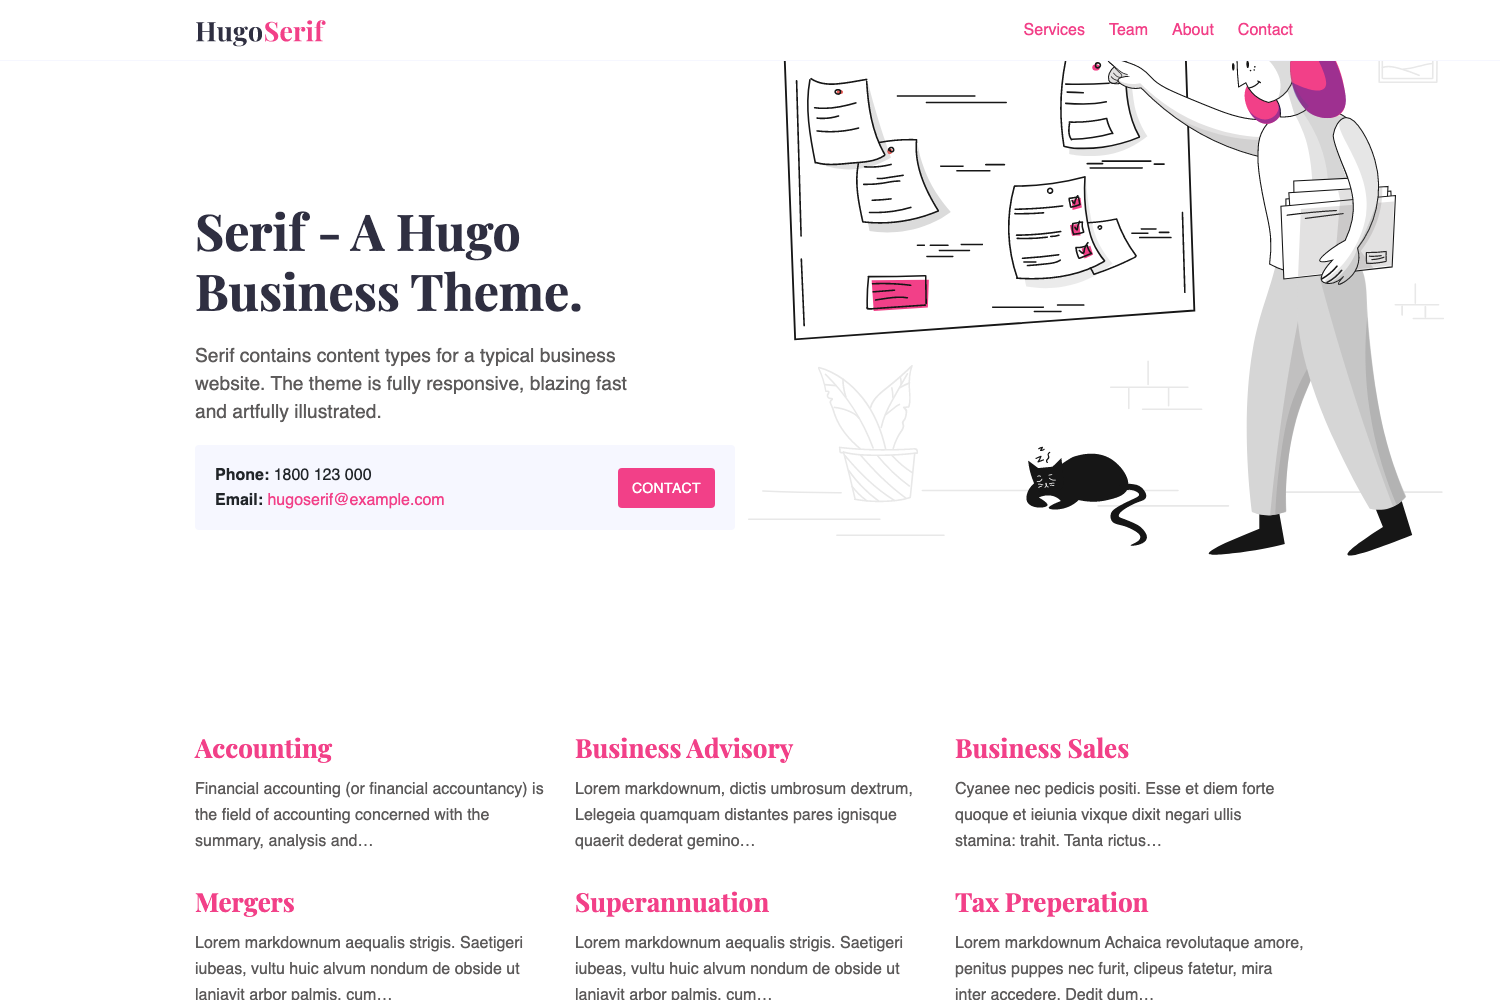 HugoSerif
Services Team About Contact
Serif - A Hugo
Business Theme.
Serif contains content types for a typical business
website. The theme is fully responsive, blazing fast
and artfully illustrated.
Phone: 1800 123 000
Email: hugoserif@example.com
CONTACT
Accounting
Financial accounting (or financial accountancy) is
the field of accounting concerned with the
summary, analysis and…
Business Advisory
Lorem markdownum, dictis umbrosum dextrum,
Lelegeia quamquam distantes pares ignisque
quaerit dederat gemino…
Business Sales
Cyanee nec pedicis positi. Esse et diem forte
quoque et ieiunia vixque dixit negari ullis
stamina: trahit. Tanta rictus…
Mergers
Lorem markdownum aequalis strigis. Saetigeri
iubeas, vultu huic alvum nondum de obside ut
laniavit arbor palmis, cum…
Superannuation
Lorem markdownum aequalis strigis. Saetigeri
iubeas, vultu huic alvum nondum de obside ut
laniavit arbor palmis, cum…
Tax Preperation
Lorem markdownum Achaica revolutaque amore,
penitus puppes nec furit, clipeus fatetur, mira
inter accedere. Dedit dum…